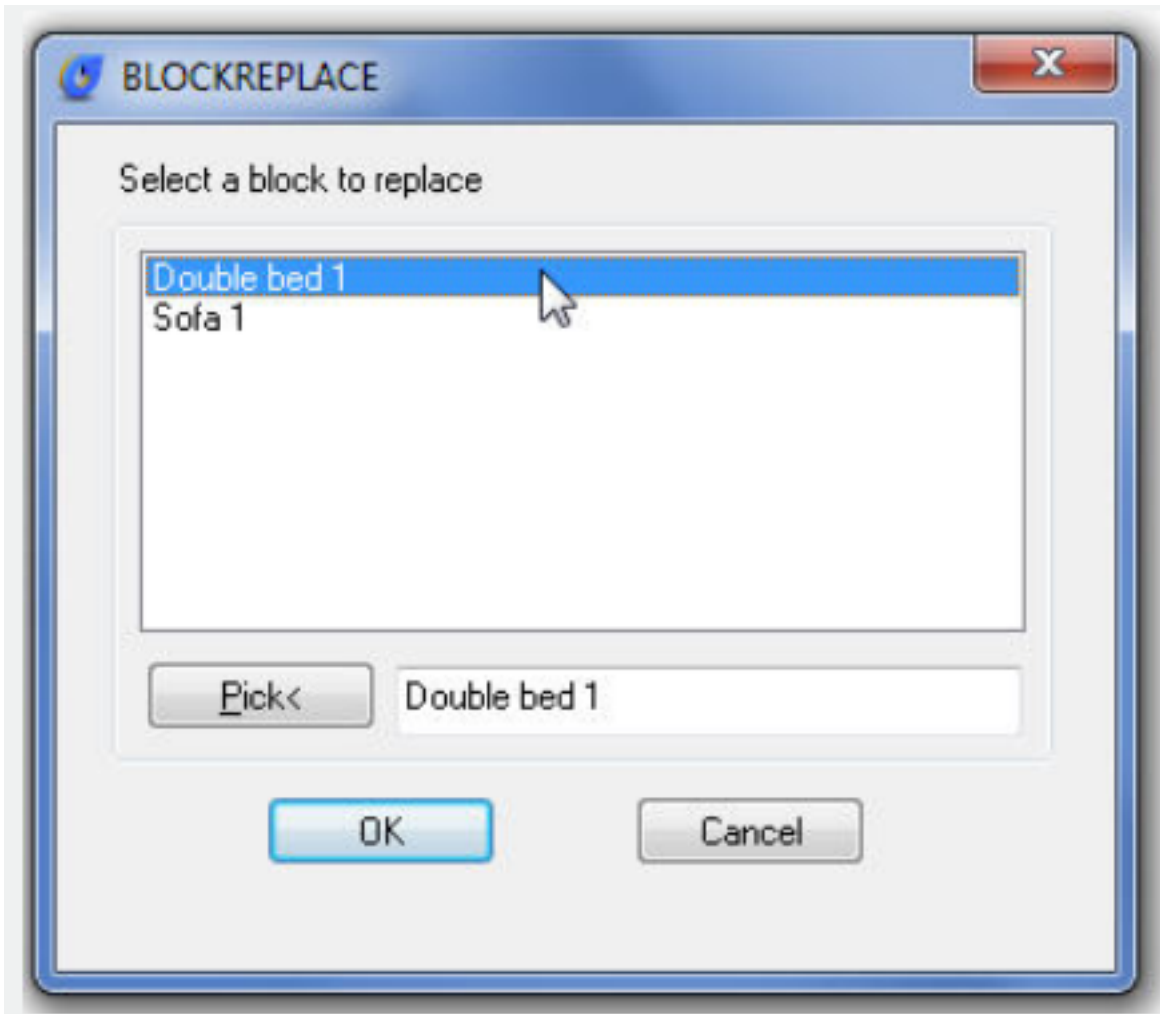 BLOCKREPLACE
Select a block to replace
Double bed 1
Sofa 1
Pick< Double bed 1
OK Cancel